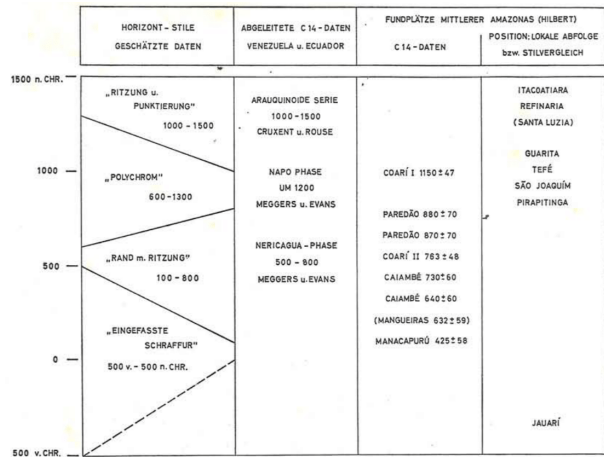 HORIZONT-STILE
GESCHÄTZTE DATEN
ABGELEITETE C 14-DATEN
VENEZUELA u. ECUADOR
FUNDPLÄTZE MITTLERER AMAZONAS (HILBERT)
C 14-DATEN
POSITION: LOKALE ABFOLGE
bzw. STILVERGLEICH
1500 n. CHR.
1000
500
0
500 v. CHR.
„RITZUNG u.
PUNKTIERUNG"
1000-1500
„POLYCHROM"
600-1300
„RAND m. RITZUNG"
100-800
„EINGEFASSTE
SCHRAFFUR"
500 v. - 500 n. CHR.
ARAUQUINOIDE SERIE
1000-1500
CRUXENT u. ROUSE
NAPO PHASE
UM 1200
MEGGERS u. EVANS
NERICAGUA-PHASE
500-800
MEGGERS u. EVANS
COARÍ I 1150±47
PAREDÃO 880±70
PAREDÃO 870±70
COARÍ II 763±48
CAIAMBÉ 730±60
CAIAMBÉ 640±60
(MANGUEIRAS 632±59)
MANACAPURÚ 425±58
ITACOATIARA
REFINARIA
(SANTA LUZIA)
GUARITA
TEFÉ
SÃO JOAQUÍM
PIRAPITINGA
JAUARÍ